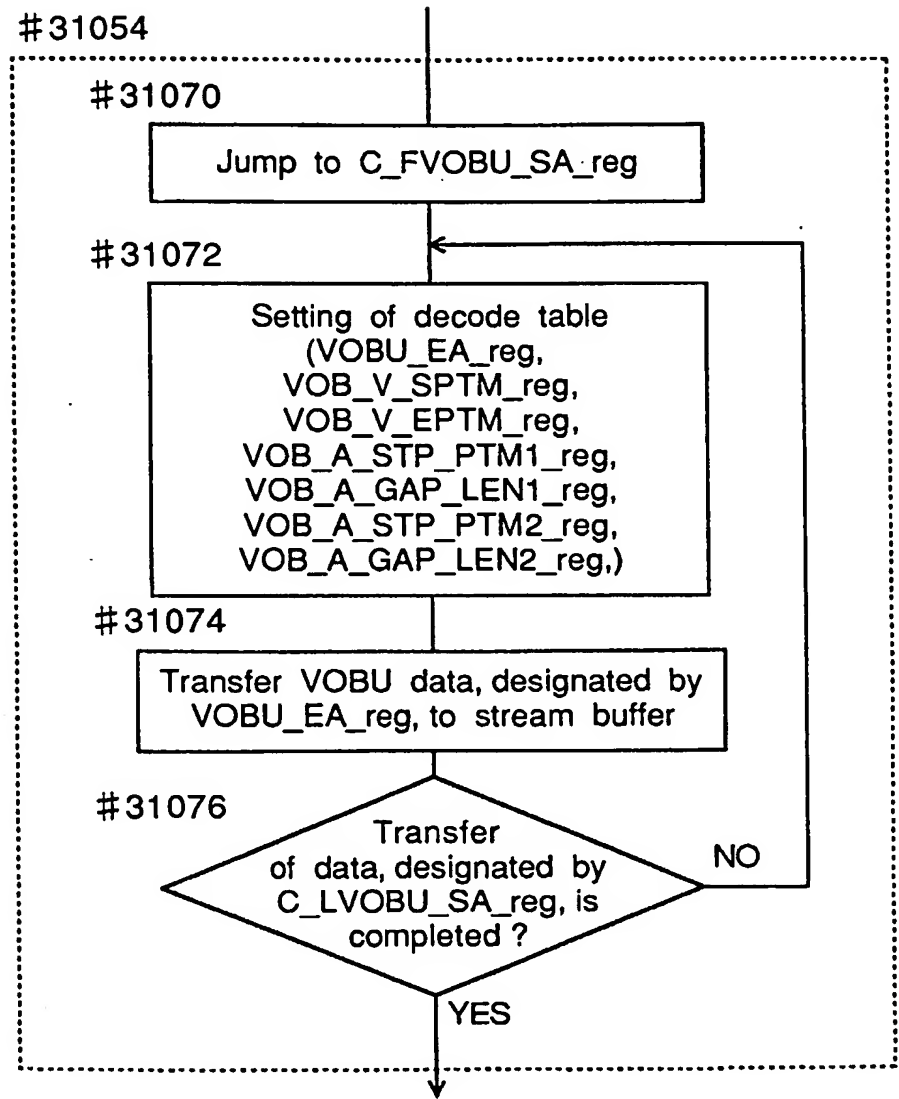 #31054
#31070
Jump to C_FVOBU_SA_reg
#31072
Setting of decode table
(VOBU_EA_reg,
VOB_V_SPTM_reg,
VOB_V_EPTM_reg,
VOB_A_STP_PTM1_reg,
VOB_A_GAP_LEN1_reg,
VOB_A_STP_PTM2_reg,
VOB_A_GAP_LEN2_reg,)
#31074
Transfer VOBU data, designated by
VOBU_EA_reg, to stream buffer
#31076
Transfer
of data, designated by
C_LVOBU_SA_reg, is
completed ?
NO
YES